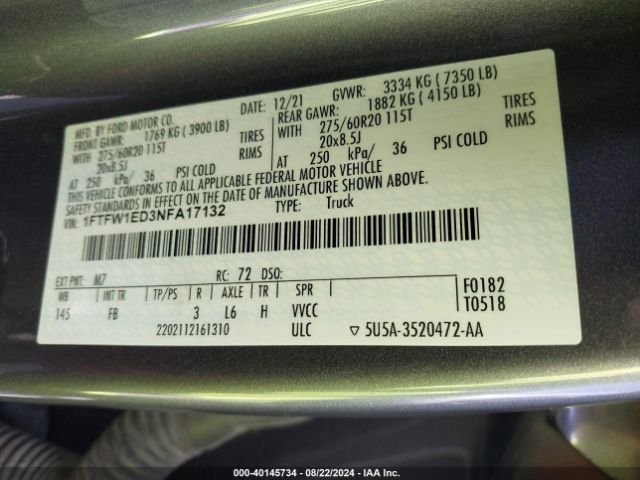 MFD. BY FORD MOTOR CO.
DATE: 12/21 GVWR: 3334 KG ( 7350 LB)
FRONT GAWR: 1769 KG ( 3900 LB) REAR GAWR: 1882 KG ( 4150 LB)
WITH 275/60R20 115T TIRES WITH 275/60R20 115T TIRES
20x8.5J RIMS 20x8.5J RIMS
AT 250 kPa/ 36 PSI COLD AT 250 kPa/ 36 PSI COLD
THIS VEHICLE CONFORMS TO ALL APPLICABLE FEDERAL MOTOR VEHICLE
SAFETY STANDARDS IN EFFECT ON THE DATE OF MANUFACTURE SHOWN ABOVE.
VIN: 1FTFW1ED3NFA17132 TYPE: Truck
EXT PNT: M7 RC: 72 DSO: F0182
WB INT TR TP/PS R AXLE TR SPR T0518
145 FB 3 L6 H VVCC
2202112161310 ULC ▽ 5U5A-3520472-AA
000-40145734 - 08/22/2024 - IAA Inc.